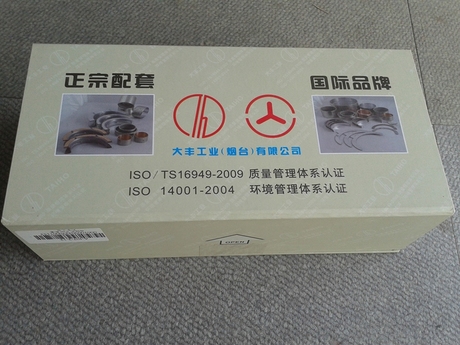 正宗配套
国际品牌
大丰工业(烟台)有限公司
ISO/TS16949-2009 质量管理体系认证
ISO 14001-2004 环境管理体系认证
OPEN